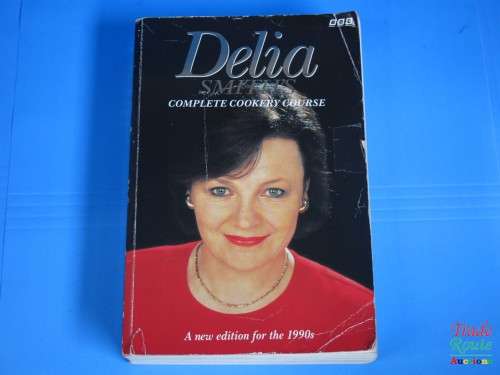 BBC
Delia
SMITH'S
COMPLETE COOKERY COURSE
A new edition for the 1990s
Trade
Route
Auctions